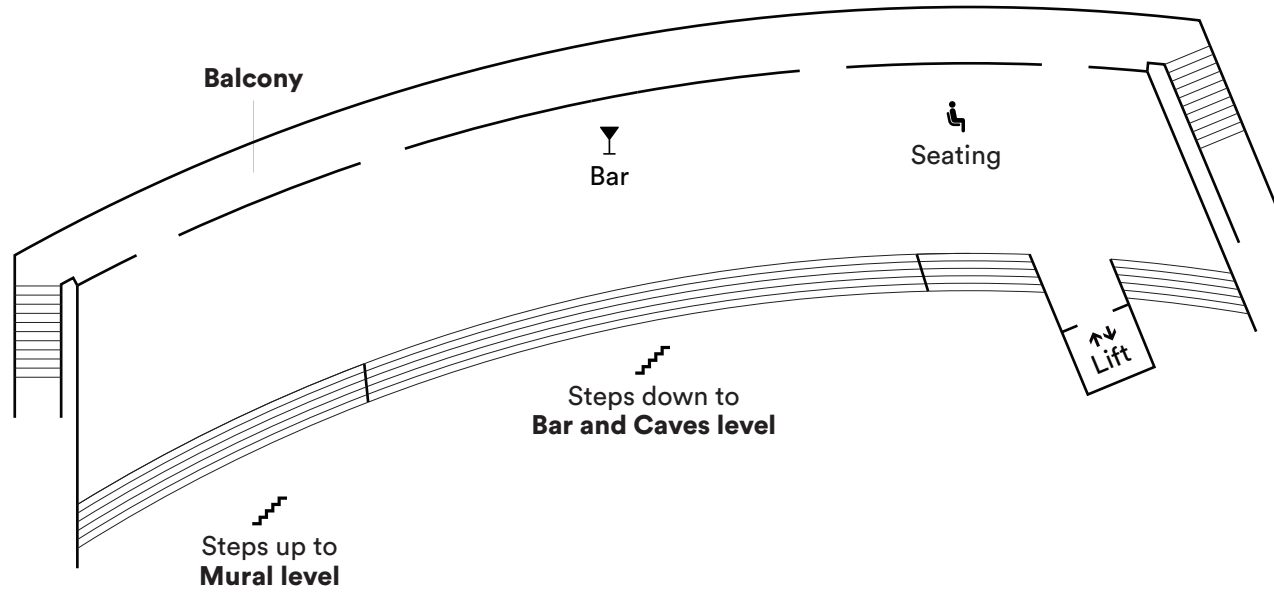 Balcony
Bar
Seating
Lift
Steps down to
Bar and Caves level
Steps up to
Mural level